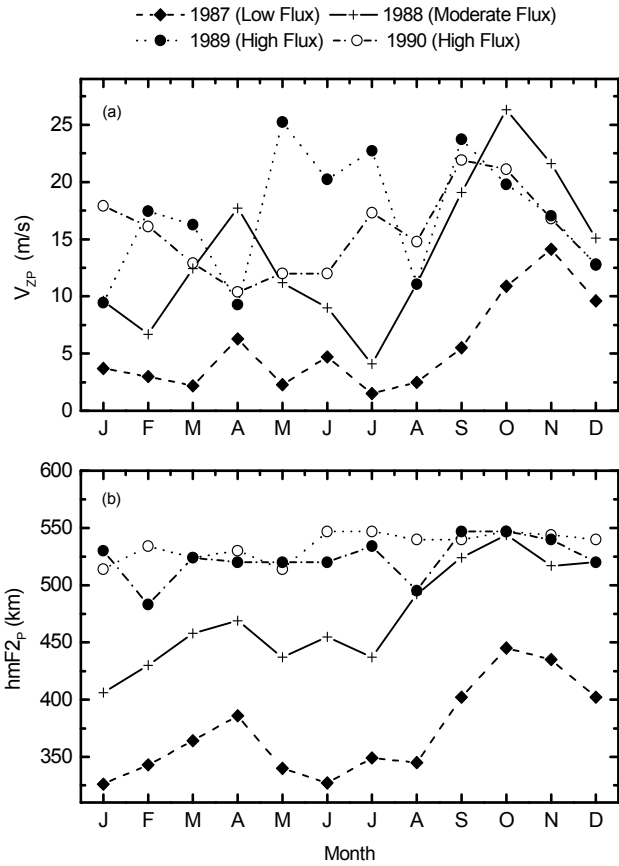 1987 (Low Flux) 1988 (Moderate Flux)
1989 (High Flux) 1990 (High Flux)
(a)
V_ZP (m/s)
25
20
15
10
5
0
J F M A M J J A S O N D
600
(b)
hmF2_P (km)
550
500
450
400
350
J F M A M J J A S O N D
Month